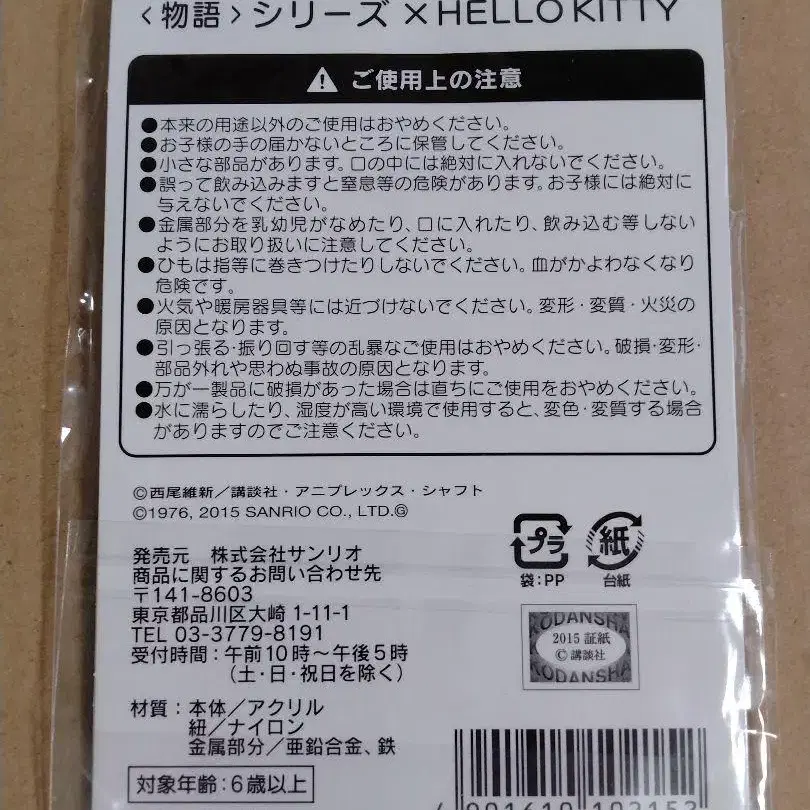 〈物語〉シリーズ×HELLO KITTY
ご使用上の注意
●本来の用途以外のご使用はおやめください。
●お子様の手の届かないところに保管してください。
●小さな部品があります。口の中には絶対に入れないでください。
●誤って飲み込みますと窒息等の危険があります。お子様には絶対に
与えないでください。
●金属部分を乳幼児がなめたり、口に入れたり、飲み込む等しない
ようにお取り扱いに注意してください。
●ひもは指等に巻きつけたりしないでください。血がかよわなくなり
危険です。
●火気や暖房器具等には近づけないでください。変形・変質・火災の
原因となります。
●引っ張る・振り回す等の乱暴なご使用はおやめください。破損・変形・
部品外れや思わぬ事故の原因となります。
●万が一製品に破損があった場合は直ちにご使用をおやめください。
●水に濡らしたり、湿度が高い環境で使用すると、変色・変質する場合
がありますのでご注意ください。
©西尾維新/講談社・アニプレックス・シャフト
©1976, 2015 SANRIO CO., LTD.Ⓖ
プラ
袋:PP
紙
台紙
発売元 株式会社サンリオ
商品に関するお問い合わせ先
〒141-8603
東京都品川区大崎 1-11-1
TEL 03-3779-8191
受付時間:午前10時~午後5時
(土・日・祝日を除く)
KODANSHA
2015 証紙
©講談社
KODANSHA
材質:本体/アクリル
紐/ナイロン
金属部分/亜鉛合金、鉄
対象年齢:6歳以上